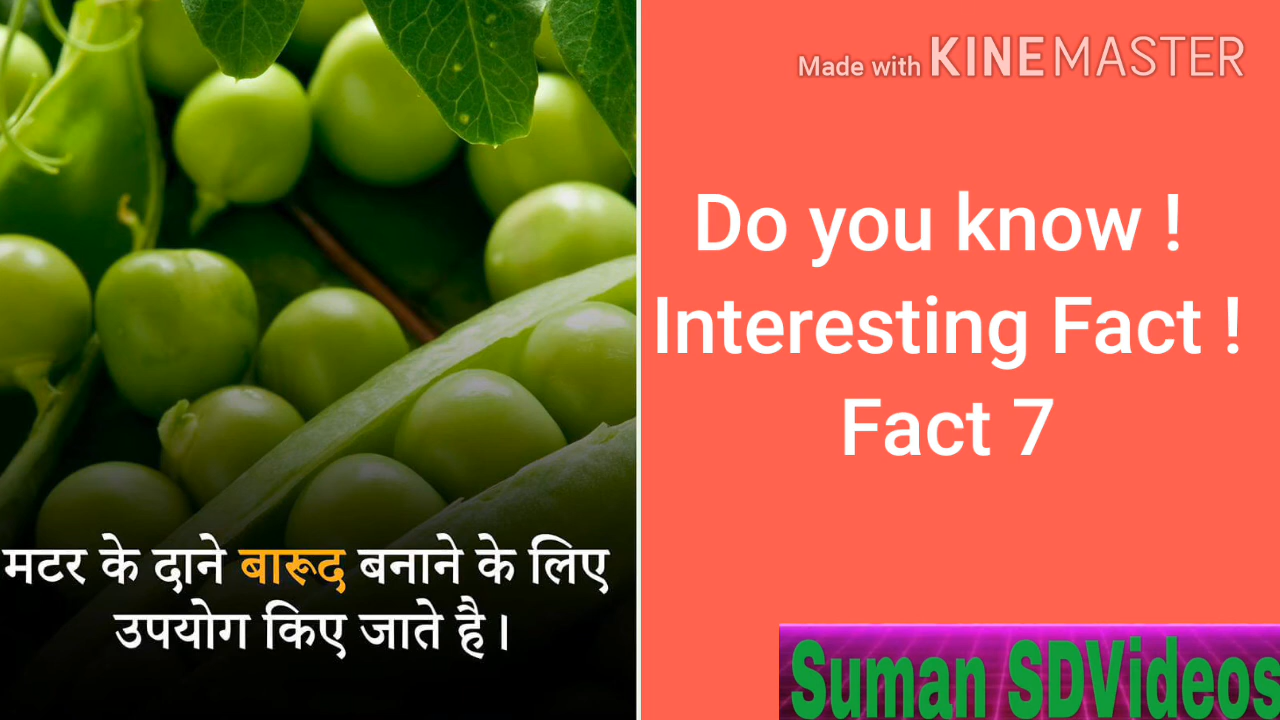 मटर के दाने बारूद बनाने के लिए
उपयोग किए जाते है।
Made with KINEMASTER
Do you know !
Interesting Fact !
Fact 7
Suman SDVideos